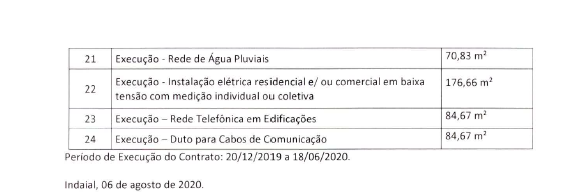 21 Execução - Rede de Água Pluviais 70,83 m²
22 Execução - Instalação elétrica residencial e/ ou comercial em baixa 176,66 m²
tensão com medição individual ou coletiva
23 Execução – Rede Telefônica em Edificações 84,67 m²
24 Execução – Duto para Cabos de Comunicação 84,67 m²
Período de Execução do Contrato: 20/12/2019 a 18/06/2020.
Indaial, 06 de agosto de 2020.